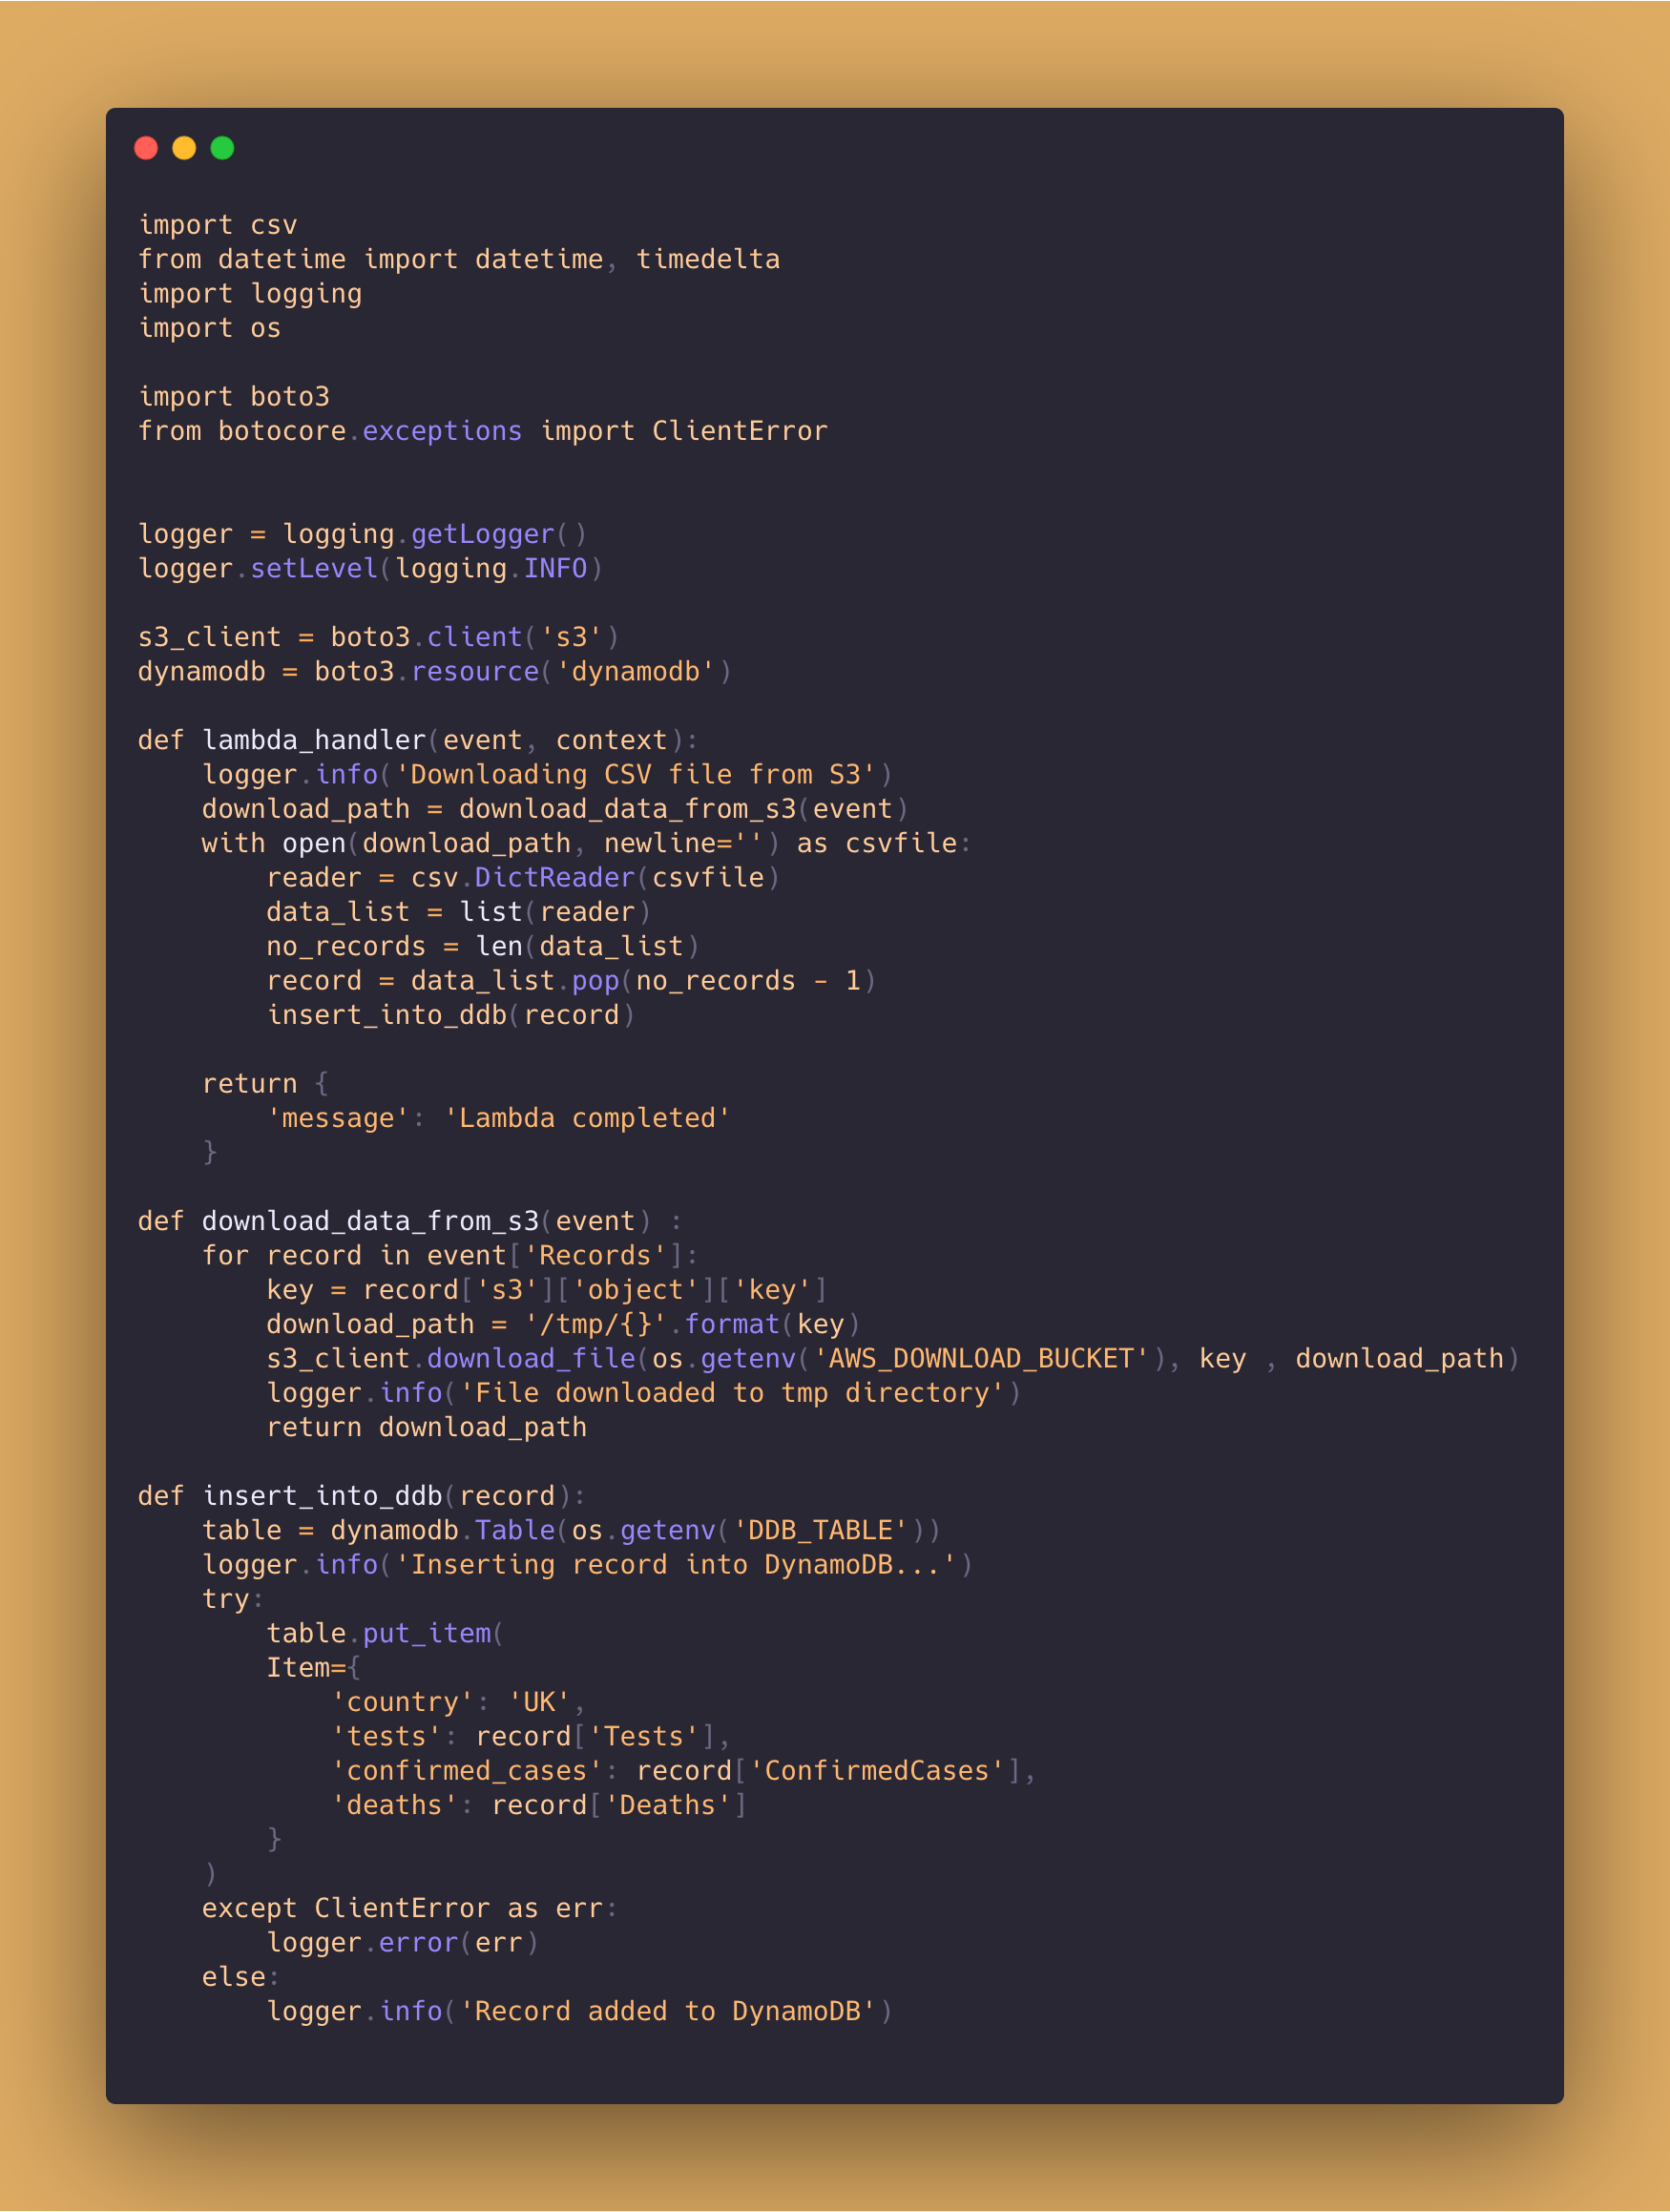 import csv
from datetime import datetime, timedelta
import logging
import os

import boto3
from botocore.exceptions import ClientError


logger = logging.getLogger()
logger.setLevel(logging.INFO)

s3_client = boto3.client('s3')
dynamodb = boto3.resource('dynamodb')

def lambda_handler(event, context):
    logger.info('Downloading CSV file from S3')
    download_path = download_data_from_s3(event)
    with open(download_path, newline='') as csvfile:
        reader = csv.DictReader(csvfile)
        data_list = list(reader)
        no_records = len(data_list)
        record = data_list.pop(no_records - 1)
        insert_into_ddb(record)

    return {
        'message': 'Lambda completed'
    }

def download_data_from_s3(event) :
    for record in event['Records']:
        key = record['s3']['object']['key']
        download_path = '/tmp/{}'.format(key)
        s3_client.download_file(os.getenv('AWS_DOWNLOAD_BUCKET'), key , download_path)
        logger.info('File downloaded to tmp directory')
        return download_path

def insert_into_ddb(record):
    table = dynamodb.Table(os.getenv('DDB_TABLE'))
    logger.info('Inserting record into DynamoDB...')
    try:
        table.put_item(
        Item={
            'country': 'UK',
            'tests': record['Tests'],
            'confirmed_cases': record['ConfirmedCases'],
            'deaths': record['Deaths']
        }
    )
    except ClientError as err:
        logger.error(err)
    else:
        logger.info('Record added to DynamoDB')